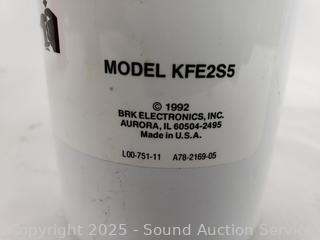 MODEL KFE2S5
© 1992
BRK ELECTRONICS, INC.
AURORA, IL 60504-2495
Made in U.S.A.
L00-751-11 A78-2169-05
Copyright 2025 - Sound Auction Service